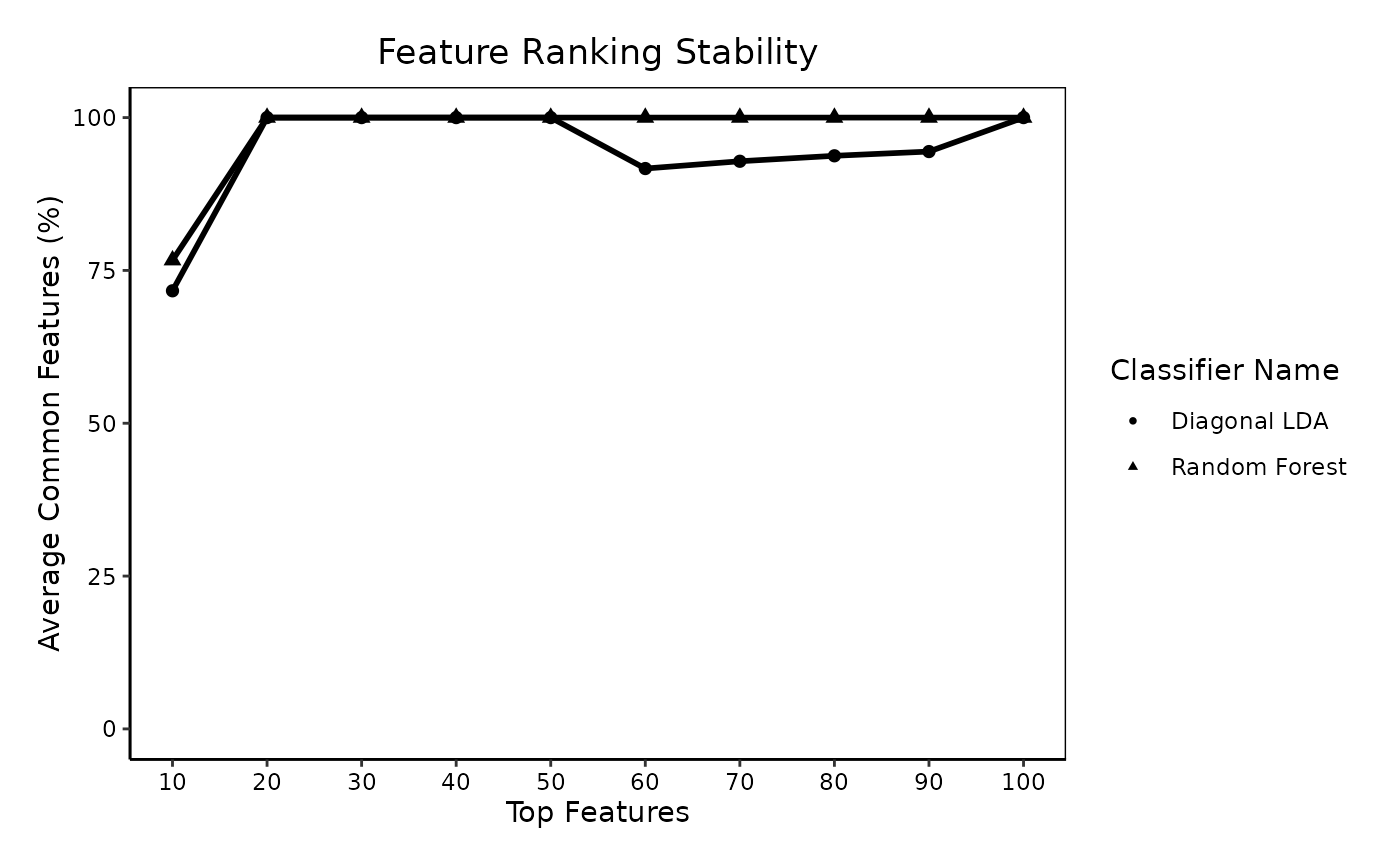 Feature Ranking Stability
Average Common Features (%)
100
75
50
25
0
10 20 30 40 50 60 70 80 90 100
Top Features
Classifier Name
Diagonal LDA
Random Forest